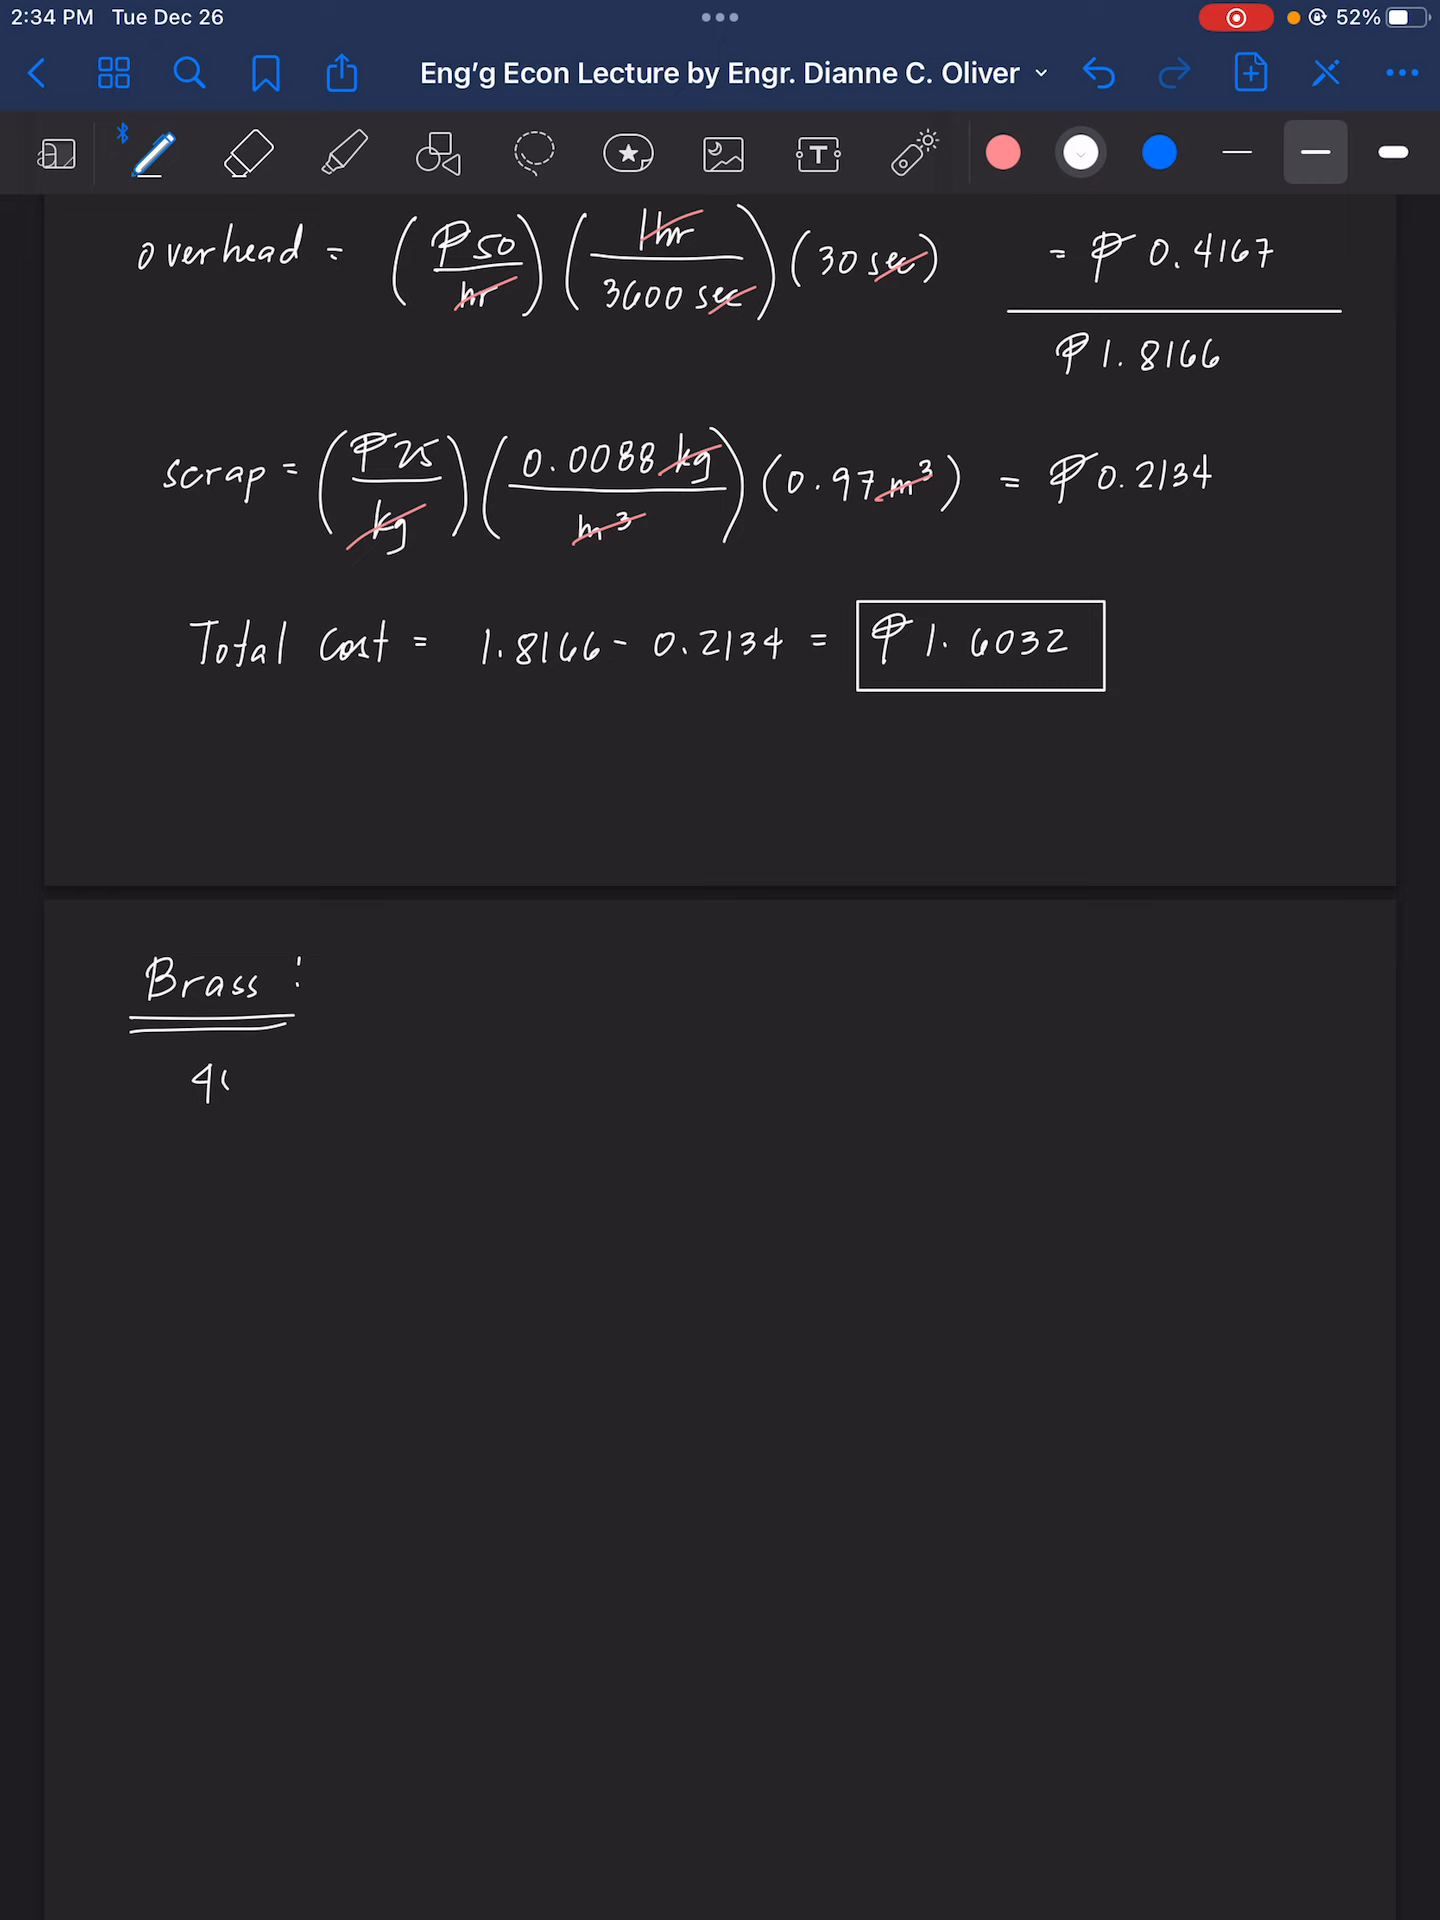 2:34 PM Tue Dec 26
52%
Eng'g Econ Lecture by Engr. Dianne C. Oliver
T
overhead = (₱50/hr)(1hr/3600 sec)(30 sec) = ₱ 0.4167
₱1.8166
scrap = (₱25/kg)(0.0088 kg/m³)(0.97 m³) = ₱0.2134
Total Cost = 1.8166 - 0.2134 = ₱1.6032
Brass :
4(